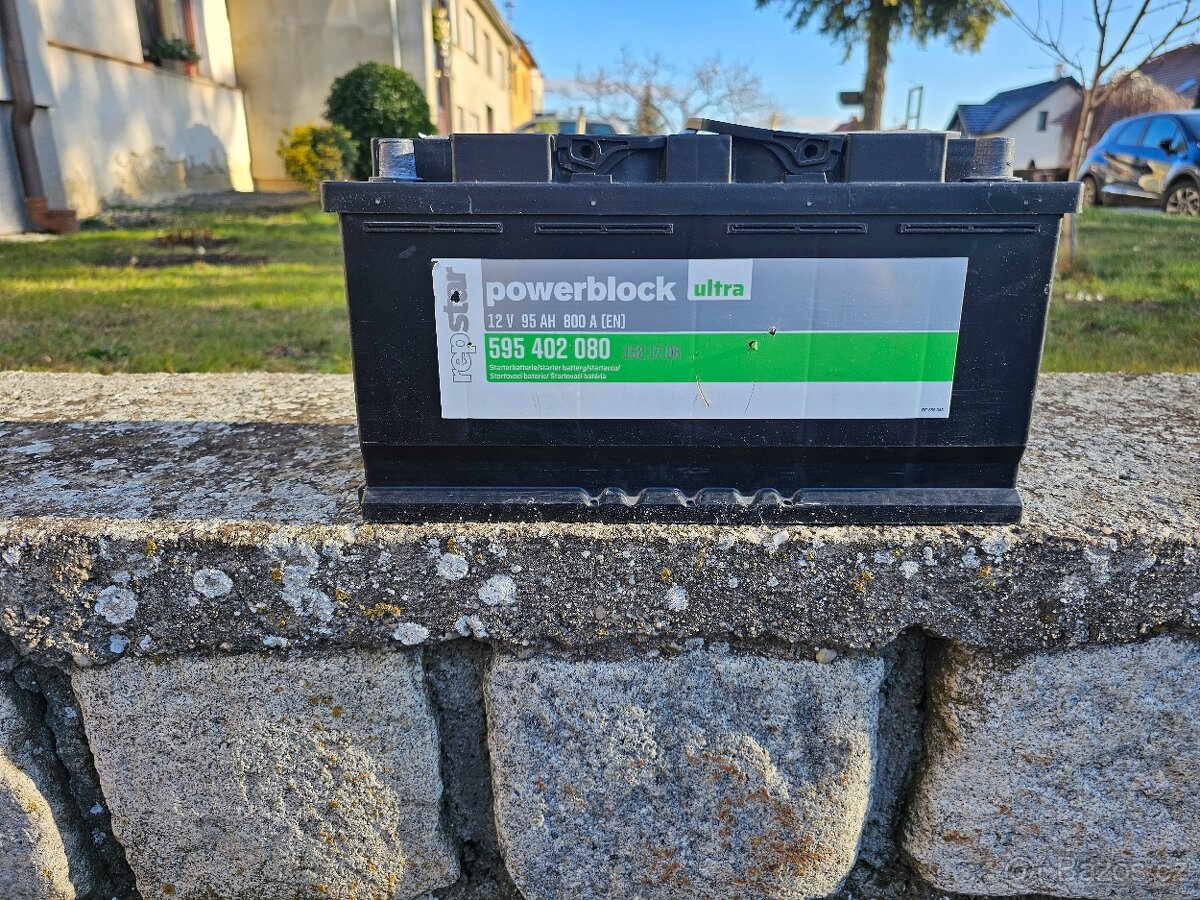 repstar
powerblock ultra
12 V 95 AH 800 A (EN)
595 402 080
Starterbatterie/starter battery/startaccu/
Startovací baterie/ Štartovací batéria
Bazos.cz